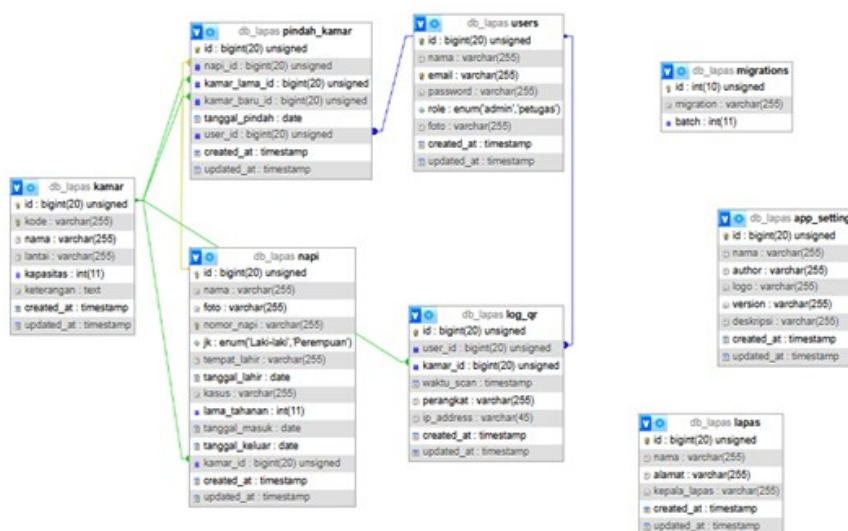 db_lapas pindah_kamar
id : bigint(20) unsigned
napi_id : bigint(20) unsigned
kamar_lama_id : bigint(20) unsigned
kamar_baru_id : bigint(20) unsigned
tanggal_pindah : date
user_id : bigint(20) unsigned
created_at : timestamp
updated_at : timestamp
db_lapas users
id : bigint(20) unsigned
nama : varchar(255)
email : varchar(255)
password : varchar(255)
role : enum('admin','petugas')
foto : varchar(255)
created_at : timestamp
updated_at : timestamp
db_lapas migrations
id : int(10) unsigned
migration : varchar(255)
batch : int(11)
db_lapas kamar
id : bigint(20) unsigned
kode : varchar(255)
nama : varchar(255)
lantai : varchar(255)
kapasitas : int(11)
keterangan : text
created_at : timestamp
updated_at : timestamp
db_lapas napi
id : bigint(20) unsigned
nama : varchar(255)
foto : varchar(255)
nomor_napi : varchar(255)
jk : enum('Laki-laki','Perempuan')
tempat_lahir : varchar(255)
tanggal_lahir : date
kasus : varchar(255)
lama_tahanan : int(11)
tanggal_masuk : date
tanggal_keluar : date
kamar_id : bigint(20) unsigned
created_at : timestamp
updated_at : timestamp
db_lapas log_qr
id : bigint(20) unsigned
user_id : bigint(20) unsigned
kamar_id : bigint(20) unsigned
waktu_scan : timestamp
perangkat : varchar(255)
ip_address : varchar(45)
created_at : timestamp
updated_at : timestamp
db_lapas app_setting
id : bigint(20) unsigned
nama : varchar(255)
author : varchar(255)
logo : varchar(255)
version : varchar(255)
deskripsi : varchar(255)
created_at : timestamp
updated_at : timestamp
db_lapas lapas
id : bigint(20) unsigned
nama : varchar(255)
alamat : varchar(255)
kepala_lapas : varchar(255)
created_at : timestamp
updated_at : timestamp